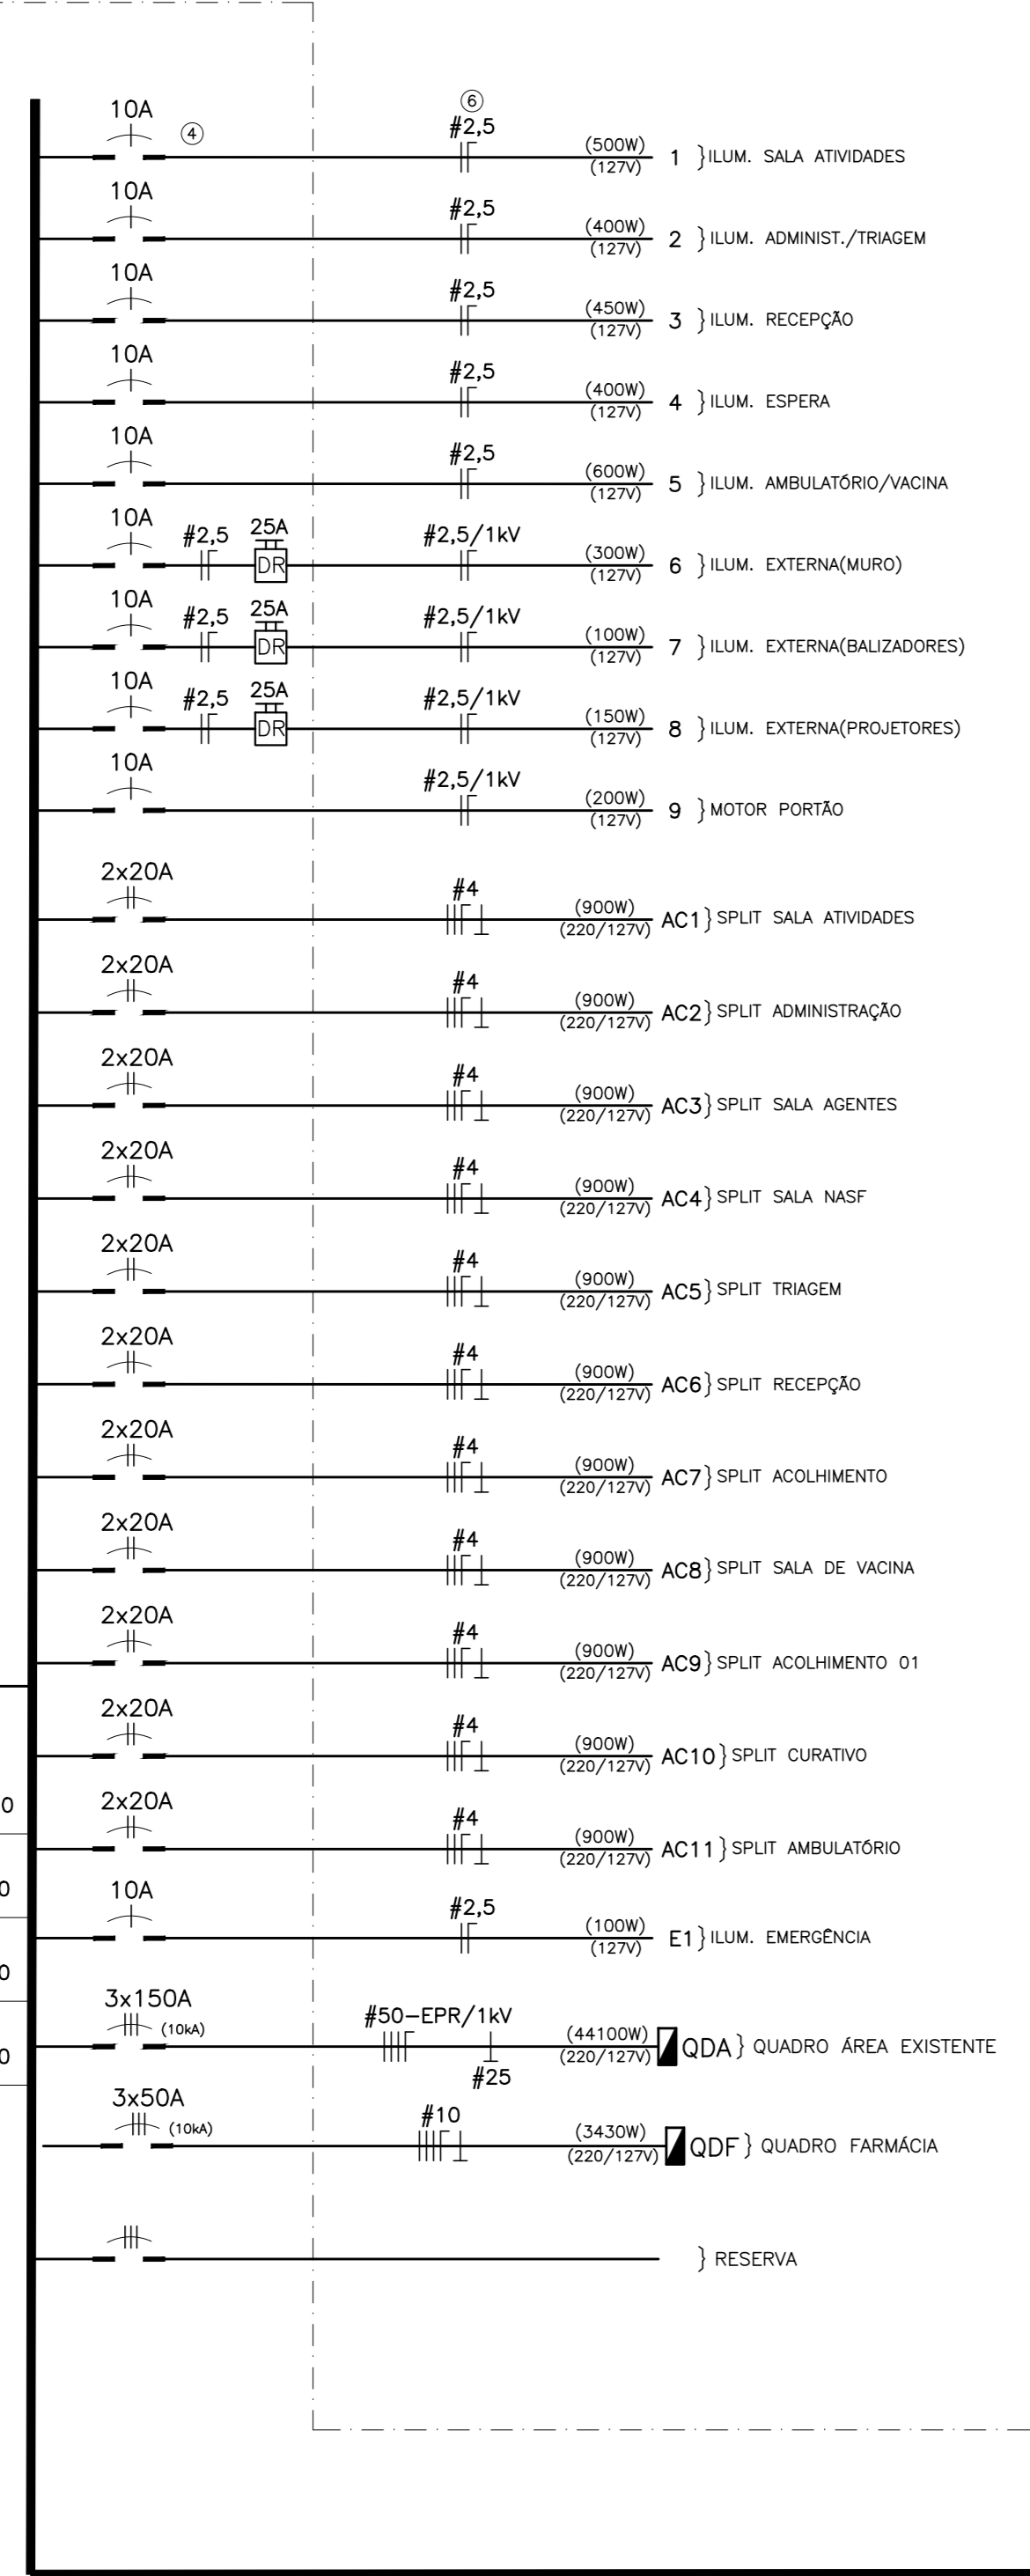 10A
4
6
#2,5
(500W)
(127V)
1 }ILUM. SALA ATIVIDADES
10A
#2,5
(400W)
(127V)
2 }ILUM. ADMINIST./TRIAGEM
10A
#2,5
(450W)
(127V)
3 }ILUM. RECEPÇÃO
10A
#2,5
(400W)
(127V)
4 }ILUM. ESPERA
10A
#2,5
(600W)
(127V)
5 }ILUM. AMBULATÓRIO/VACINA
10A
#2,5
25A
DR
#2,5/1kV
(300W)
(127V)
6 }ILUM. EXTERNA(MURO)
10A
#2,5
25A
DR
#2,5/1kV
(100W)
(127V)
7 }ILUM. EXTERNA(BALIZADORES)
10A
#2,5
25A
DR
#2,5/1kV
(150W)
(127V)
8 }ILUM. EXTERNA(PROJETORES)
10A
#2,5/1kV
(200W)
(127V)
9 }MOTOR PORTÃO
2x20A
#4
(900W)
(220/127V)
AC1}SPLIT SALA ATIVIDADES
2x20A
#4
(900W)
(220/127V)
AC2}SPLIT ADMINISTRAÇÃO
2x20A
#4
(900W)
(220/127V)
AC3}SPLIT SALA AGENTES
2x20A
#4
(900W)
(220/127V)
AC4}SPLIT SALA NASF
2x20A
#4
(900W)
(220/127V)
AC5}SPLIT TRIAGEM
2x20A
#4
(900W)
(220/127V)
AC6}SPLIT RECEPÇÃO
2x20A
#4
(900W)
(220/127V)
AC7}SPLIT ACOLHIMENTO
2x20A
#4
(900W)
(220/127V)
AC8}SPLIT SALA DE VACINA
2x20A
#4
(900W)
(220/127V)
AC9}SPLIT ACOLHIMENTO 01
2x20A
#4
(900W)
(220/127V)
AC10}SPLIT CURATIVO
0
2x20A
#4
(900W)
(220/127V)
AC11}SPLIT AMBULATÓRIO
0
10A
#2,5
(100W)
(127V)
E1}ILUM. EMERGÊNCIA
0
3x150A
(10kA)
#50-EPR/1kV
#25
(44100W)
(220/127V)
QDA} QUADRO ÁREA EXISTENTE
0
3x50A
(10kA)
#10
(3430W)
(220/127V)
QDF} QUADRO FARMÁCIA
} RESERVA